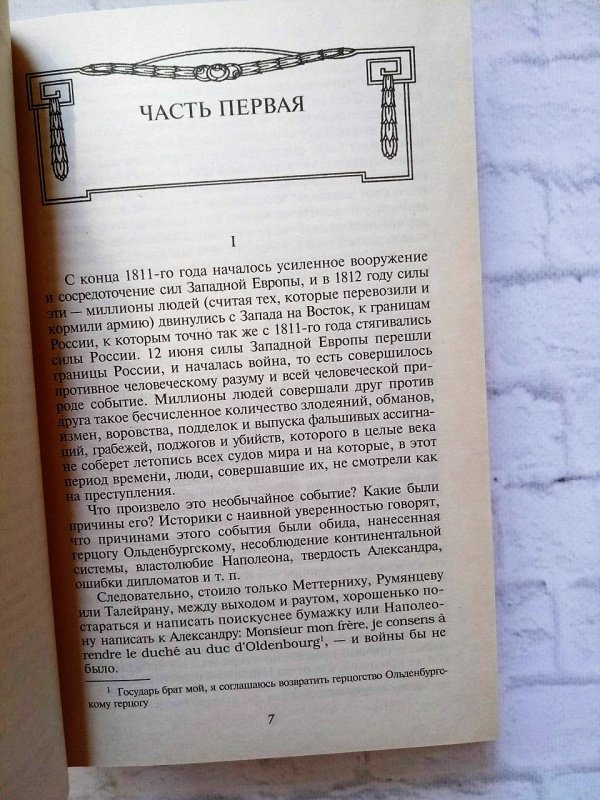 ЧАСТЬ ПЕРВАЯ
I
С конца 1811-го года началось усиленное вооружение
и сосредоточение сил Западной Европы, и в 1812 году силы
эти — миллионы людей (считая тех, которые перевозили и
кормили армию) двинулись с Запада на Восток, к границам
России, к которым точно так же с 1811-го года стягивались
силы России. 12 июня силы Западной Европы перешли
границы России, и началась война, то есть совершилось
противное человеческому разуму и всей человеческой при-
роде событие. Миллионы людей совершали друг против
друга такое бесчисленное количество злодеяний, обманов,
измен, воровства, подделок и выпуска фальшивых ассигна-
ций, грабежей, поджогов и убийств, которого в целые века
не соберет летопись всех судов мира и на которые, в этот
период времени, люди, совершавшие их, не смотрели как
на преступления.
Что произвело это необычайное событие? Какие были
причины его? Историки с наивной уверенностью говорят,
что причинами этого события были обида, нанесенная
герцогу Ольденбургскому, несоблюдение континентальной
системы, властолюбие Наполеона, твердость Александра,
ошибки дипломатов и т. п.
Следовательно, стоило только Меттерниху, Румянцеву
или Талейрану, между выходом и раутом, хорошенько по-
стараться и написать поискуснее бумажку или Наполео-
ну написать к Александру: Monsieur mon frère, je consens à
rendre le duché au duc d'Oldenbourg¹, — и войны бы не
было.
¹ Государь брат мой, я соглашаюсь возвратить герцогство Ольденбург-
скому герцогу
7